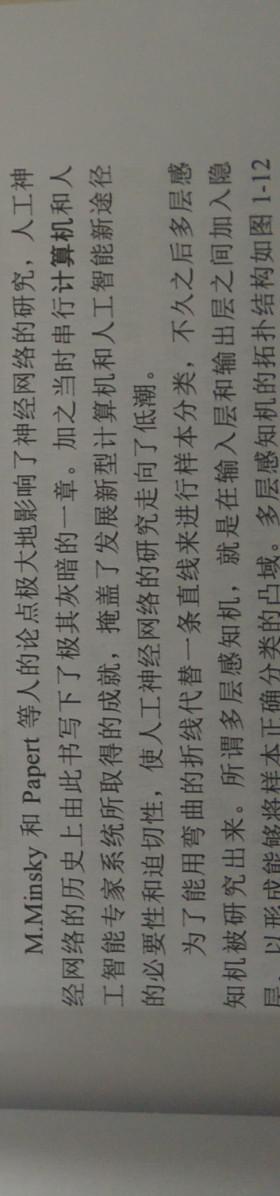 M.Minsky 和 Papert 等人的论点极大地影响了神经网络的研究，人工神
经网络的历史上由此书写下了极其灰暗的一章。加之当时串行计算机和人
工智能专家系统所取得的成就，掩盖了发展新型计算机和人工智能新途径
的必要性和迫切性，使人工神经网络的研究走向了低潮。
为了能用弯曲的折线代替一条直线来进行样本分类，不久之后多层感
知机被研究出来。所谓多层感知机，就是在输入层和输出层之间加入隐
层，以形成能够将样本正确分类的凸域。多层感知机的拓扑结构如图 1-12